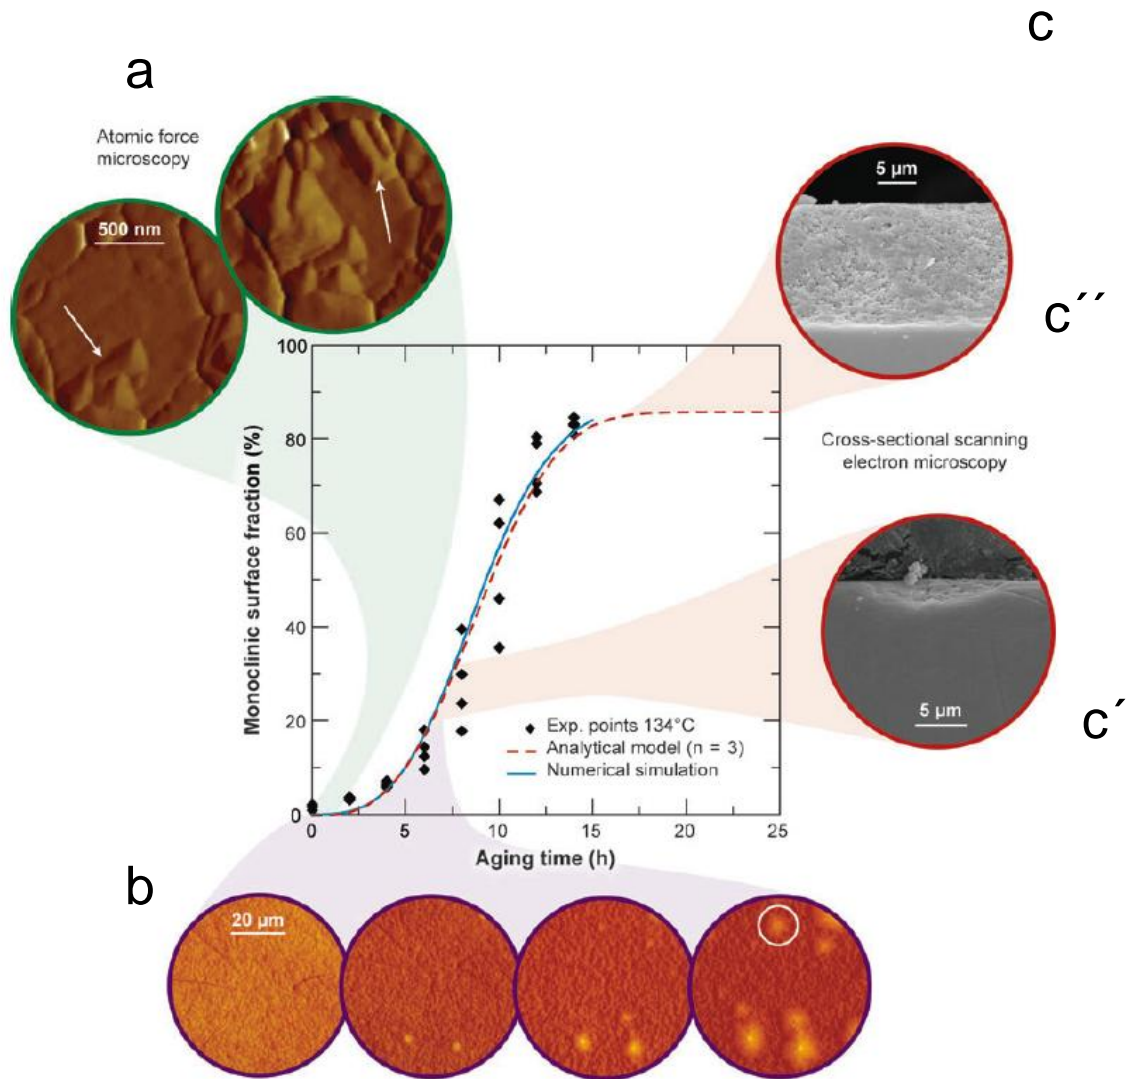 c
a
Atomic force
microscopy
500 nm
5 µm
c´´
100
80
60
40
20
0
Monoclinic surface fraction (%)
Cross-sectional scanning
electron microscopy
5 µm
c´
Exp. points 134°C
Analytical model (n = 3)
Numerical simulation
0 5 10 15 20 25
Aging time (h)
b
20 µm